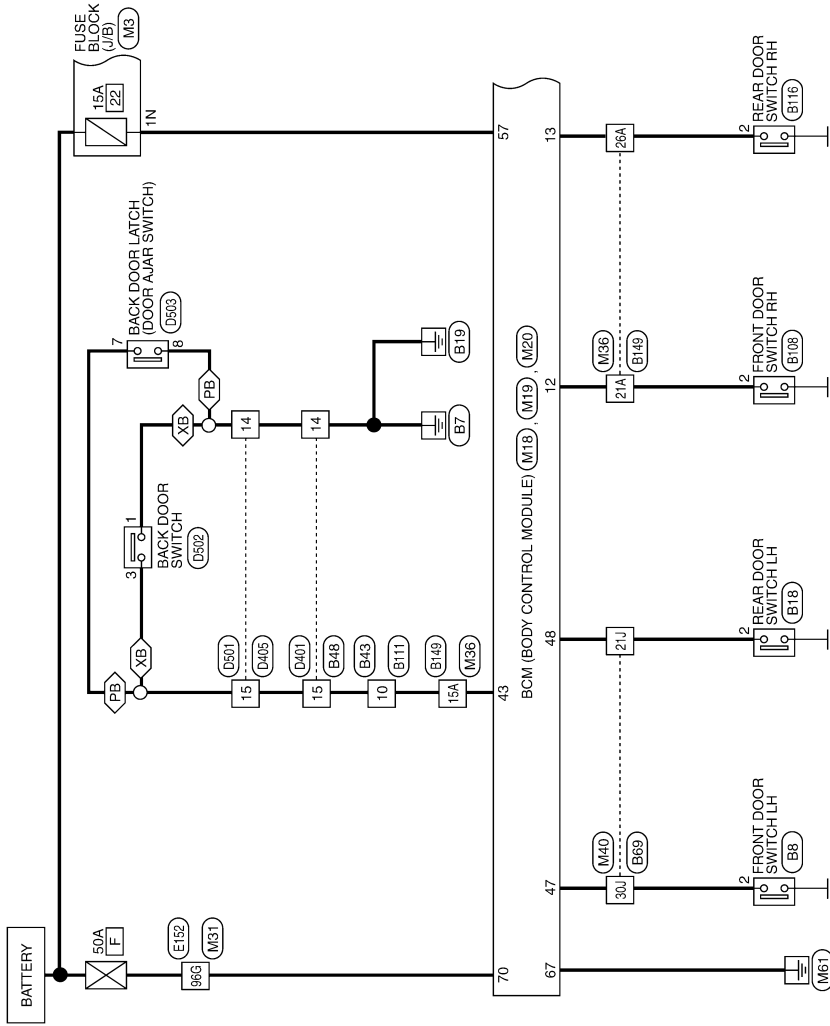 BATTERY
50A
F
E152
M31
96G
70
FUSE
BLOCK
(J/B)
M3
15A
22
1N
57
BACK DOOR LATCH
(DOOR AJAR SWITCH)
D503
7
8
PB
XB
BACK DOOR
SWITCH
D502
3
1
PB
XB
14
14
B7
B19
D501
D405
15
D401
B48
15
B43
B111
10
B149
M36
15A
43
BCM (BODY CONTROL MODULE) M18 , M19 , M20
67
M61
47
M40
B69
30J
2
FRONT DOOR
SWITCH LH
B8
48
21J
2
REAR DOOR
SWITCH LH
B18
12
M36
B149
21A
2
FRONT DOOR
SWITCH RH
B108
13
26A
2
REAR DOOR
SWITCH RH
B116